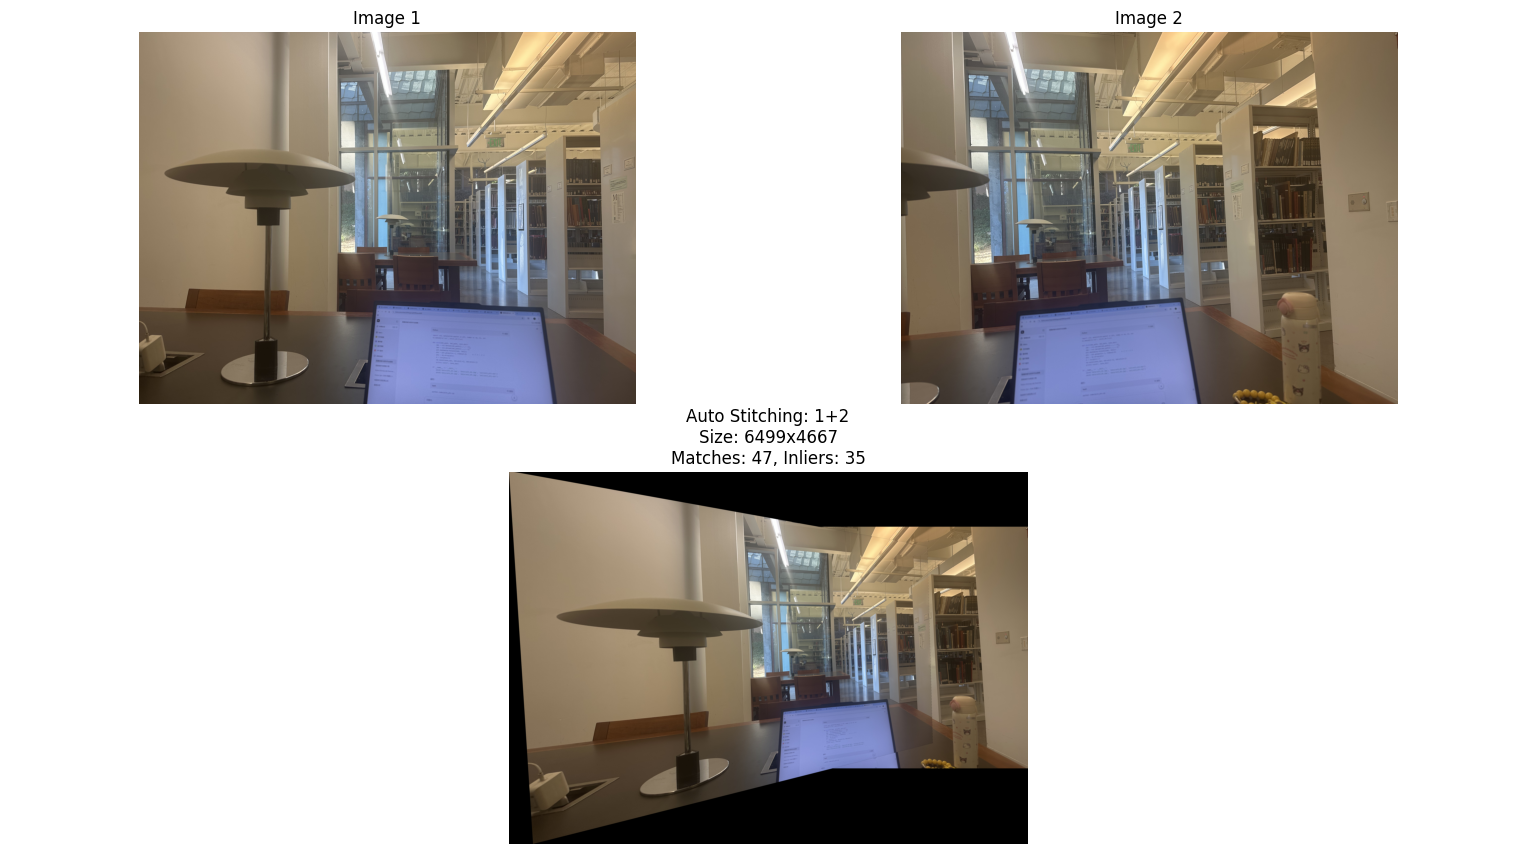 Image 1
Image 2
Auto Stitching: 1+2
Size: 6499x4667
Matches: 47, Inliers: 35